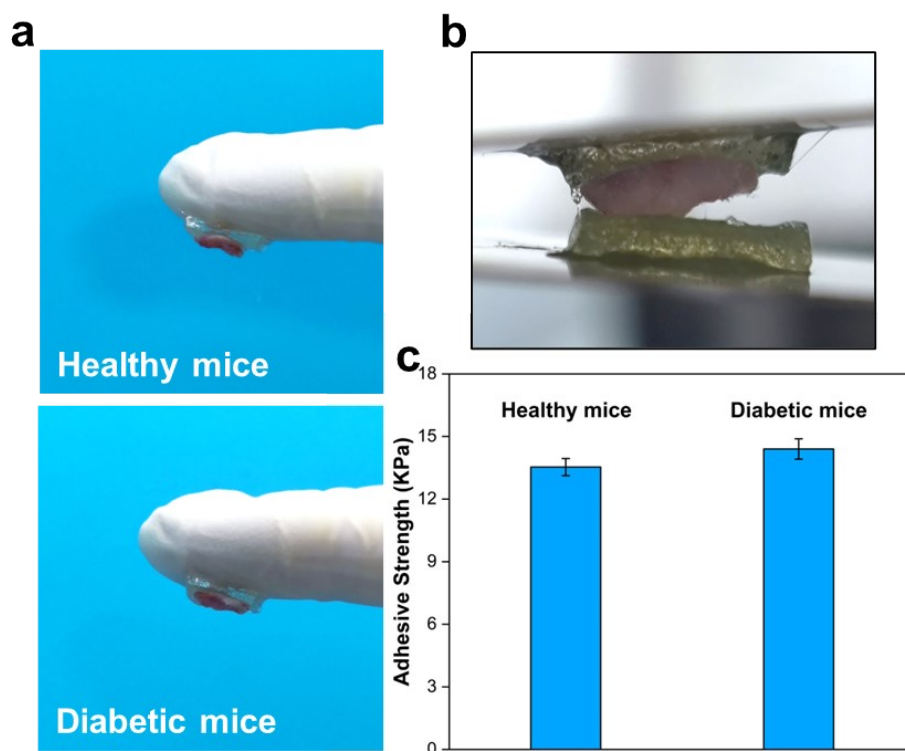 a
Healthy mice
Diabetic mice
b
c
Adhesive Strength (KPa)
18
15
12
9
6
3
0
Healthy mice
Diabetic mice